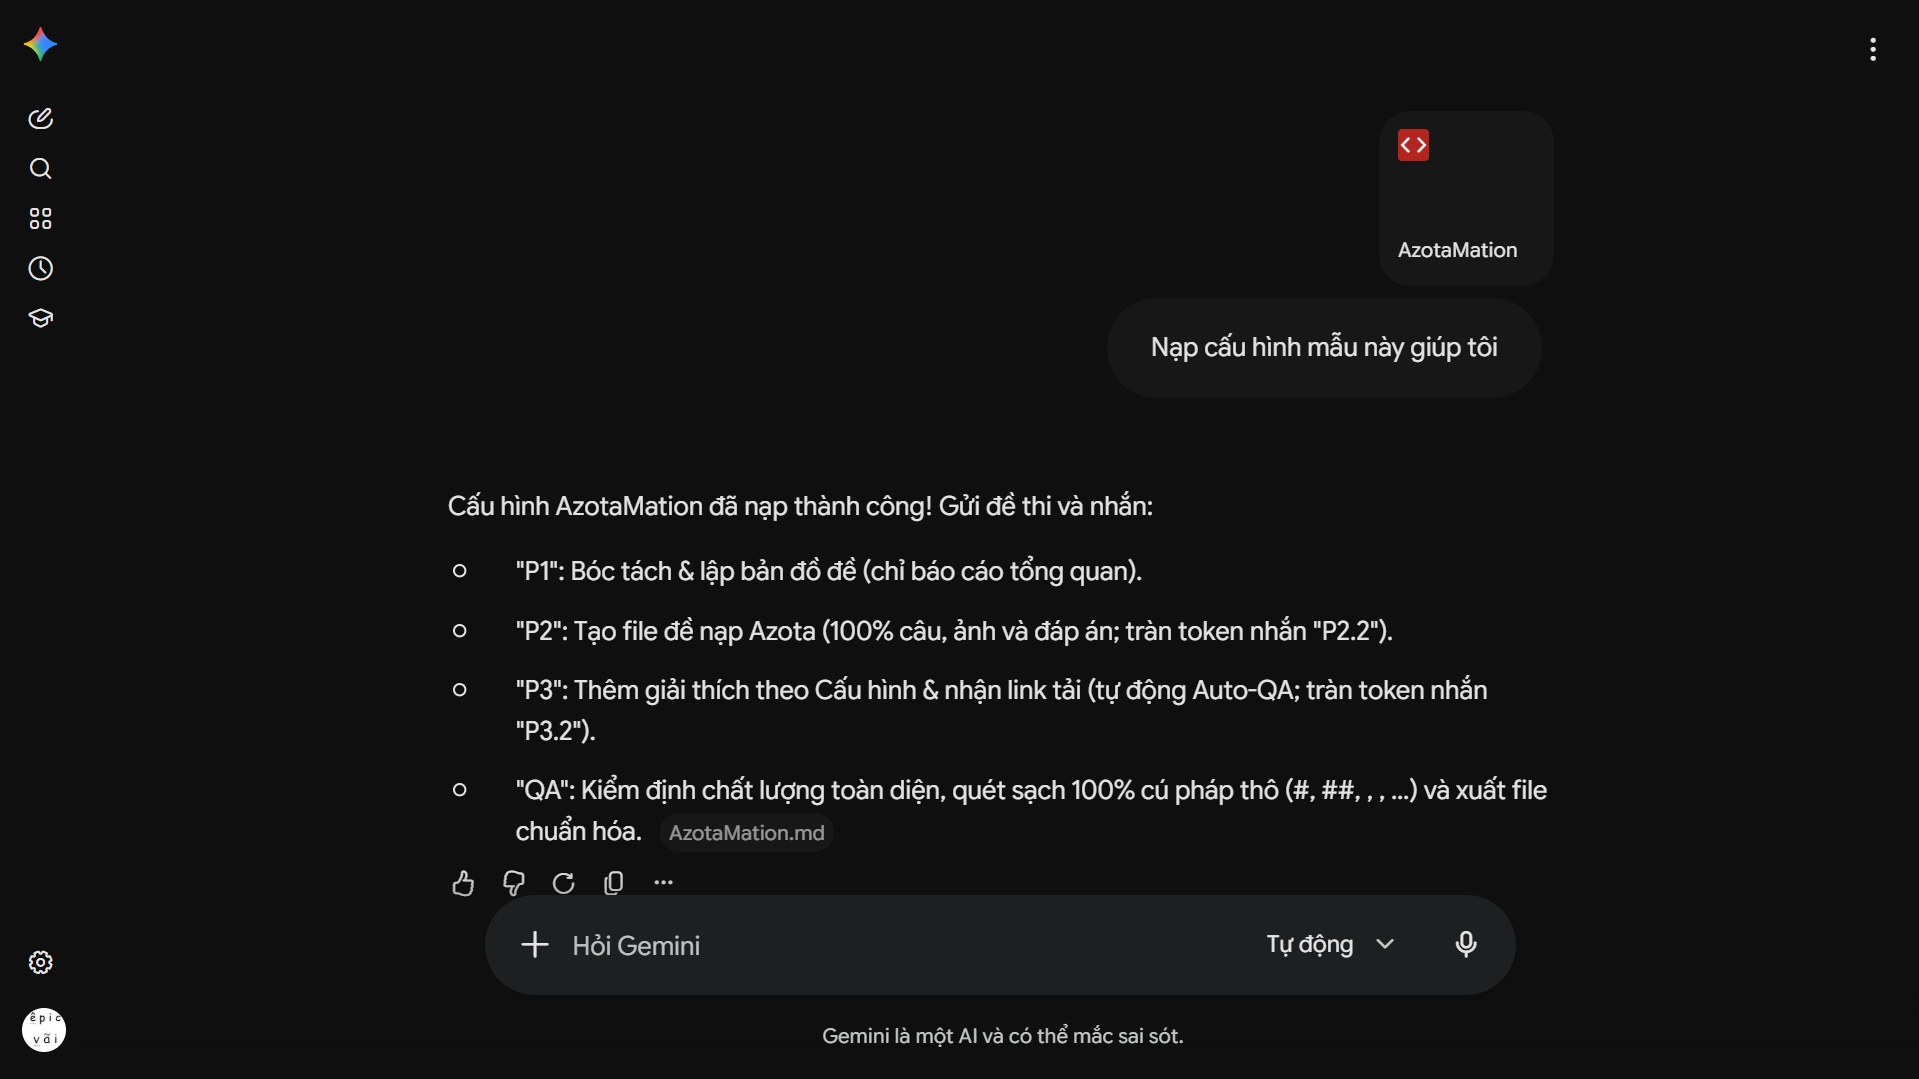 AzotaMation
Nạp cấu hình mẫu này giúp tôi
Cấu hình AzotaMation đã nạp thành công! Gửi đề thi và nhắn:
"P1": Bóc tách & lập bản đồ đề (chỉ báo cáo tổng quan).
"P2": Tạo file đề nạp Azota (100% câu, ảnh và đáp án; tràn token nhắn "P2.2").
"P3": Thêm giải thích theo Cấu hình & nhận link tải (tự động Auto-QA; tràn token nhắn
"P3.2").
"QA": Kiểm định chất lượng toàn diện, quét sạch 100% cú pháp thô (#, ##, , , ...) và xuất file
chuẩn hóa. AzotaMation.md
Hỏi Gemini
Tự động
êpic
vãi
Gemini là một AI và có thể mắc sai sót.